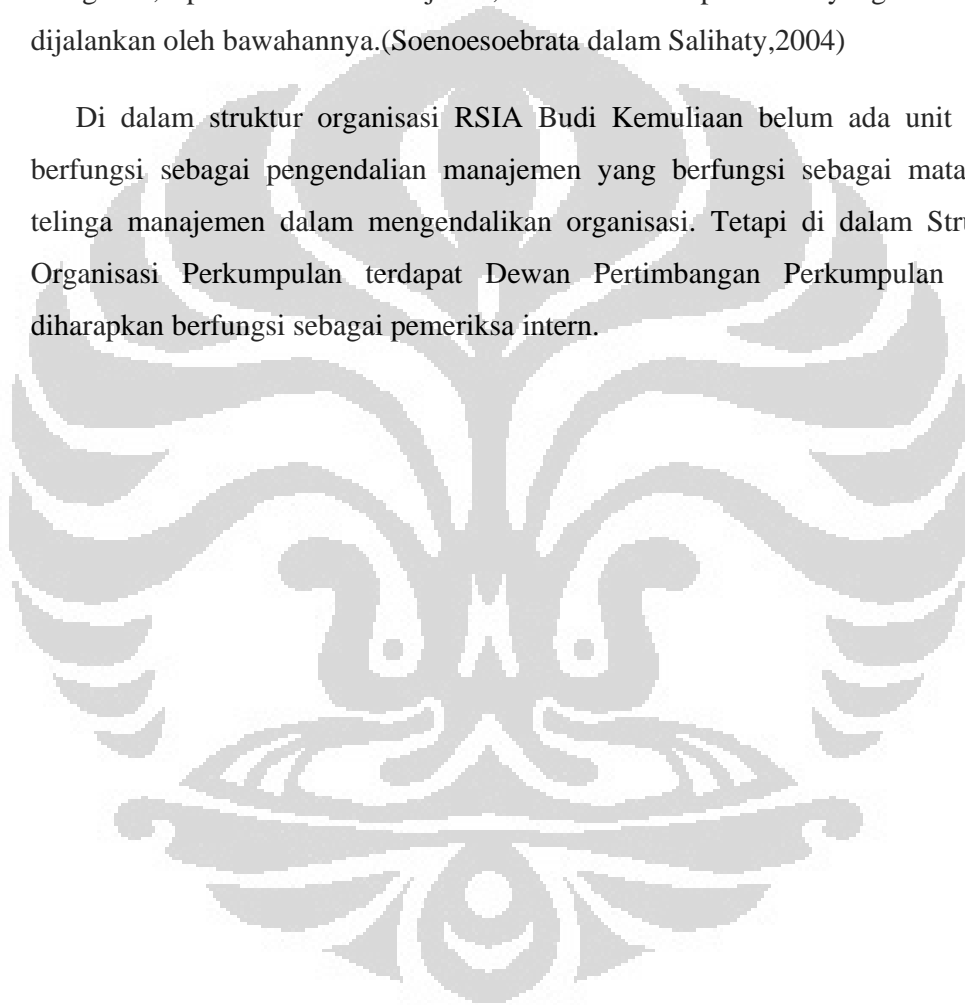 dijalankan oleh bawahannya.(Soenoesoebrata dalam Salihaty,2004)
Di dalam struktur organisasi RSIA Budi Kemuliaan belum ada unit
berfungsi sebagai pengendalian manajemen yang berfungsi sebagai mata
telinga manajemen dalam mengendalikan organisasi. Tetapi di dalam Stru
Organisasi Perkumpulan terdapat Dewan Pertimbangan Perkumpulan
diharapkan berfungsi sebagai pemeriksa intern.